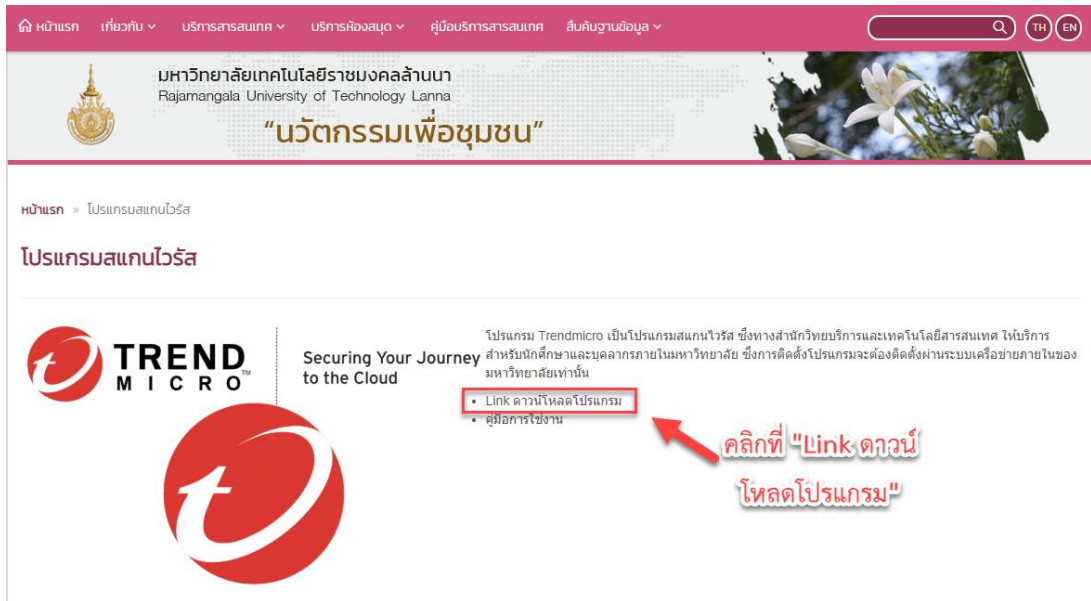 หน้าแรก เกี่ยวกับ บริการสารสนเทศ บริการห้องสมุด คู่มือบริการสารสนเทศ สืบค้นฐานข้อมูล TH EN
มหาวิทยาลัยเทคโนโลยีราชมงคลล้านนา
Rajamangala University of Technology Lanna
“นวัตกรรมเพื่อชุมชน”
หน้าแรก » โปรแกรมสแกนไวรัส
โปรแกรมสแกนไวรัส
TREND
MICRO™
Securing Your Journey
to the Cloud
โปรแกรม Trendmicro เป็นโปรแกรมสแกนไวรัส ซึ่งทางสำนักวิทยบริการและเทคโนโลยีสารสนเทศ ให้บริการ
สำหรับนักศึกษาและบุคลากรภายในมหาวิทยาลัย ซึ่งการติดตั้งโปรแกรมจะต้องติดตั้งผ่านระบบเครือข่ายภายในของ
มหาวิทยาลัยเท่านั้น
• Link ดาวน์โหลดโปรแกรม
• คู่มือการใช้งาน
คลิกที่ "Link ดาวน์
โหลดโปรแกรม"